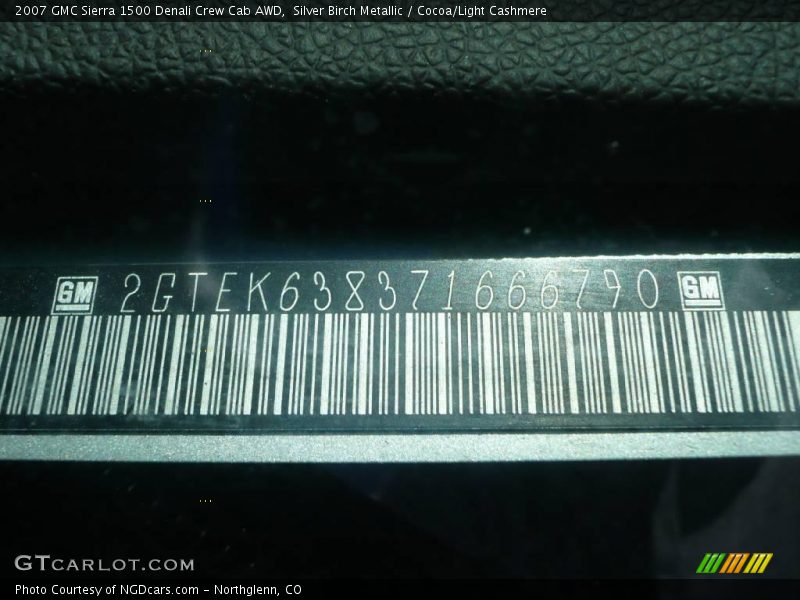 2007 GMC Sierra 1500 Denali Crew Cab AWD, Silver Birch Metallic / Cocoa/Light Cashmere
GM 2GTEK638371666790 GM
GTCARLOT.COM
Photo Courtesy of NGDcars.com – Northglenn, CO